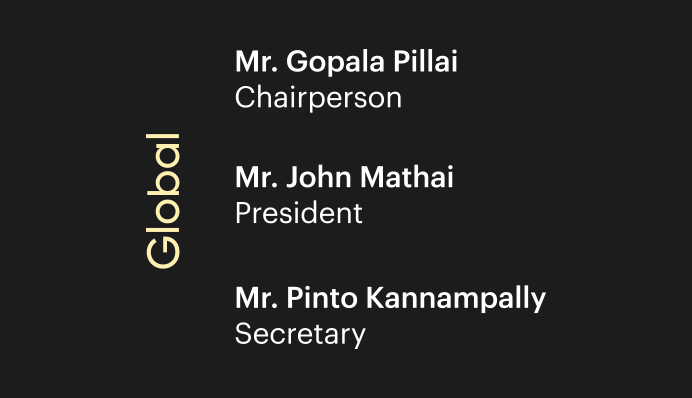 Global
Mr. Gopala Pillai
Chairperson
Mr. John Mathai
President
Mr. Pinto Kannampally
Secretary